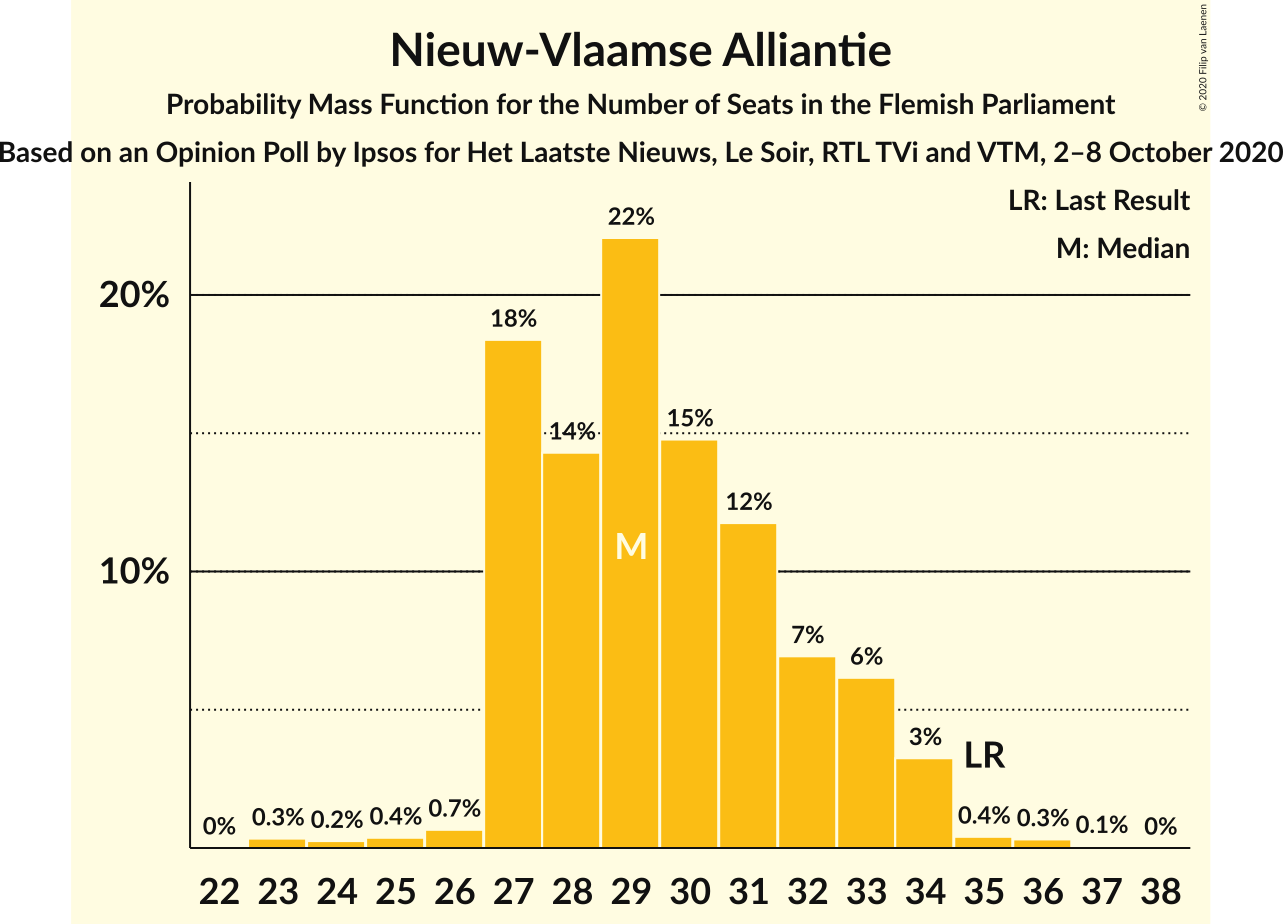 Nieuw-Vlaamse Alliantie
Probability Mass Function for the Number of Seats in the Flemish Parliament
Based on an Opinion Poll by Ipsos for Het Laatste Nieuws, Le Soir, RTL TVi and VTM, 2–8 October 2020
© 2020 Filip van Laenen
LR: Last Result
M: Median
22%
20%
18%
15%
14%
12%
M
10%
7%
6%
3%
LR
0% 0.3% 0.2% 0.4% 0.7% 0.4% 0.3% 0.1% 0%
22 23 24 25 26 27 28 29 30 31 32 33 34 35 36 37 38